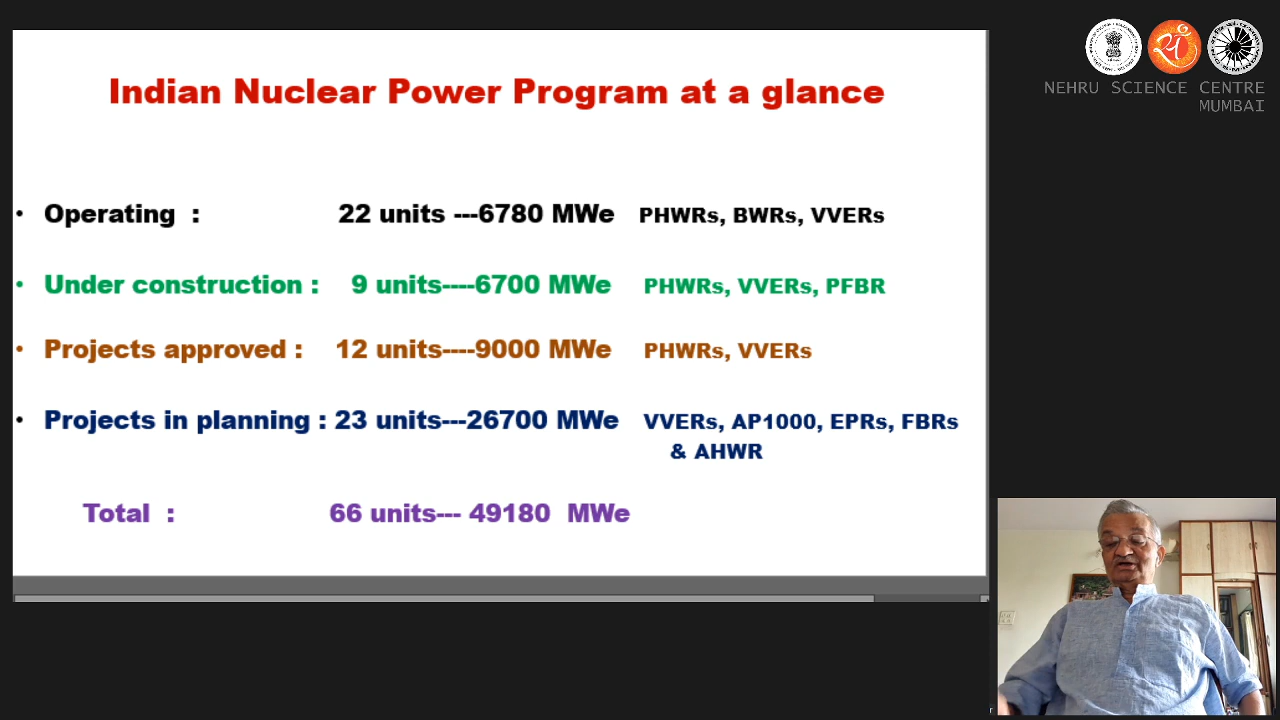 Indian Nuclear Power Program at a glance
• Operating : 22 units ---6780 MWe PHWRs, BWRs, VVERs
• Under construction : 9 units----6700 MWe PHWRs, VVERs, PFBR
• Projects approved : 12 units----9000 MWe PHWRs, VVERs
• Projects in planning : 23 units---26700 MWe VVERs, AP1000, EPRs, FBRs
& AHWR
Total : 66 units--- 49180 MWe
NEHRU SCIENCE CENTRE
MUMBAI